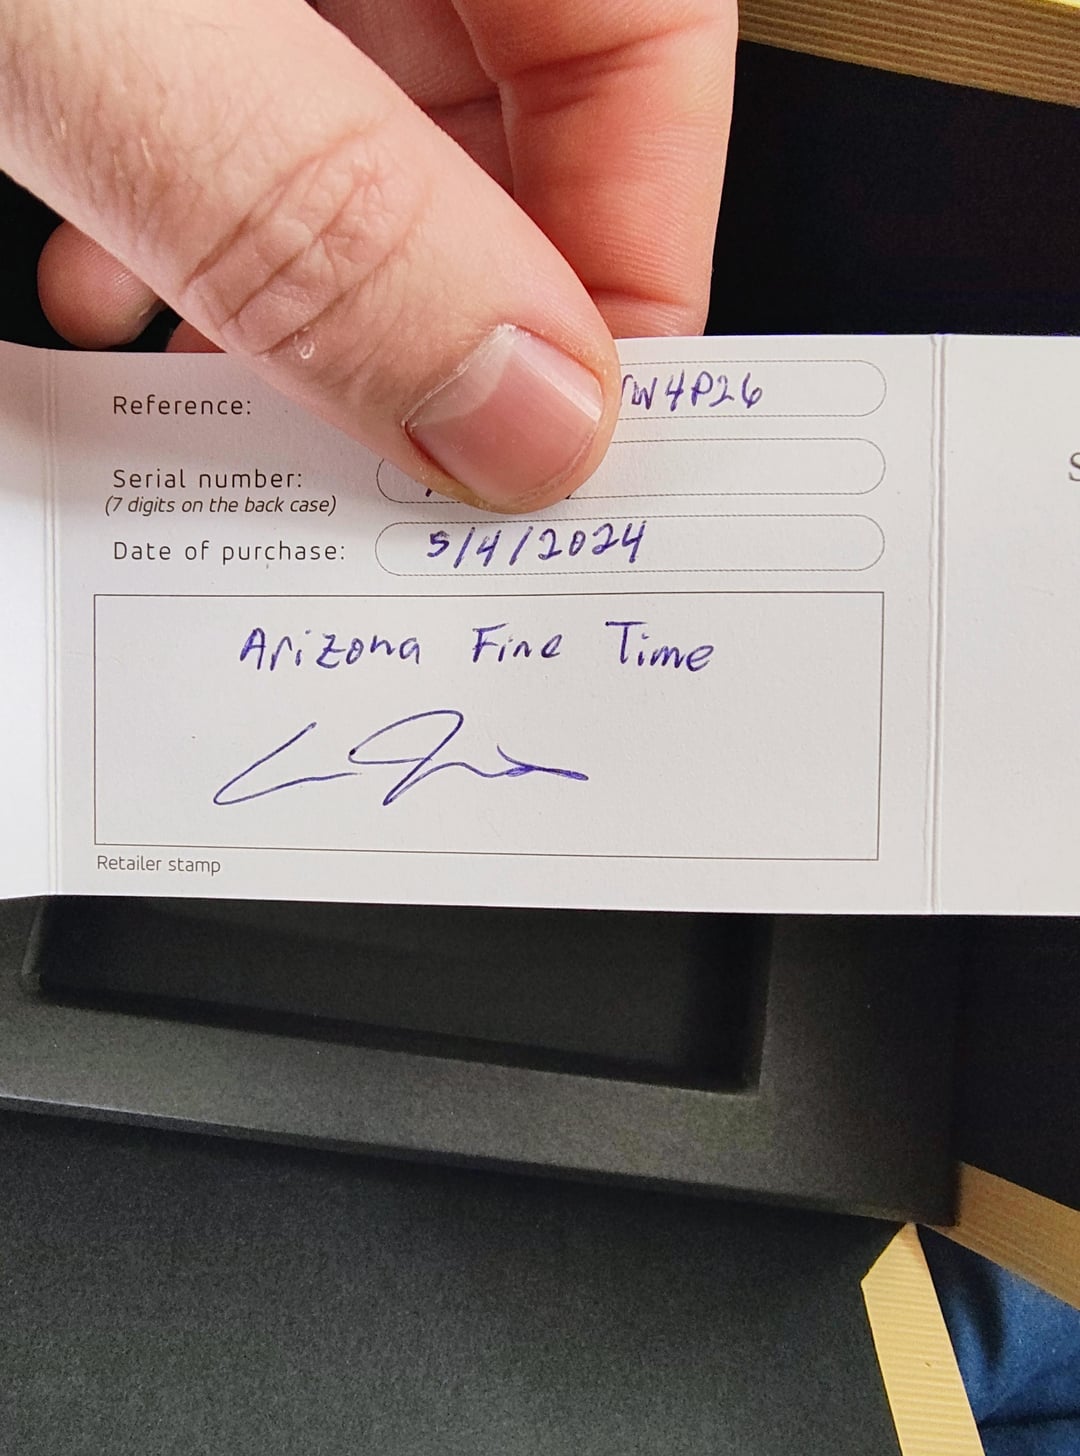 Reference: W4P26
Serial number:
(7 digits on the back case)
Date of purchase: 5/4/2024
Arizona Fine Time
Retailer stamp